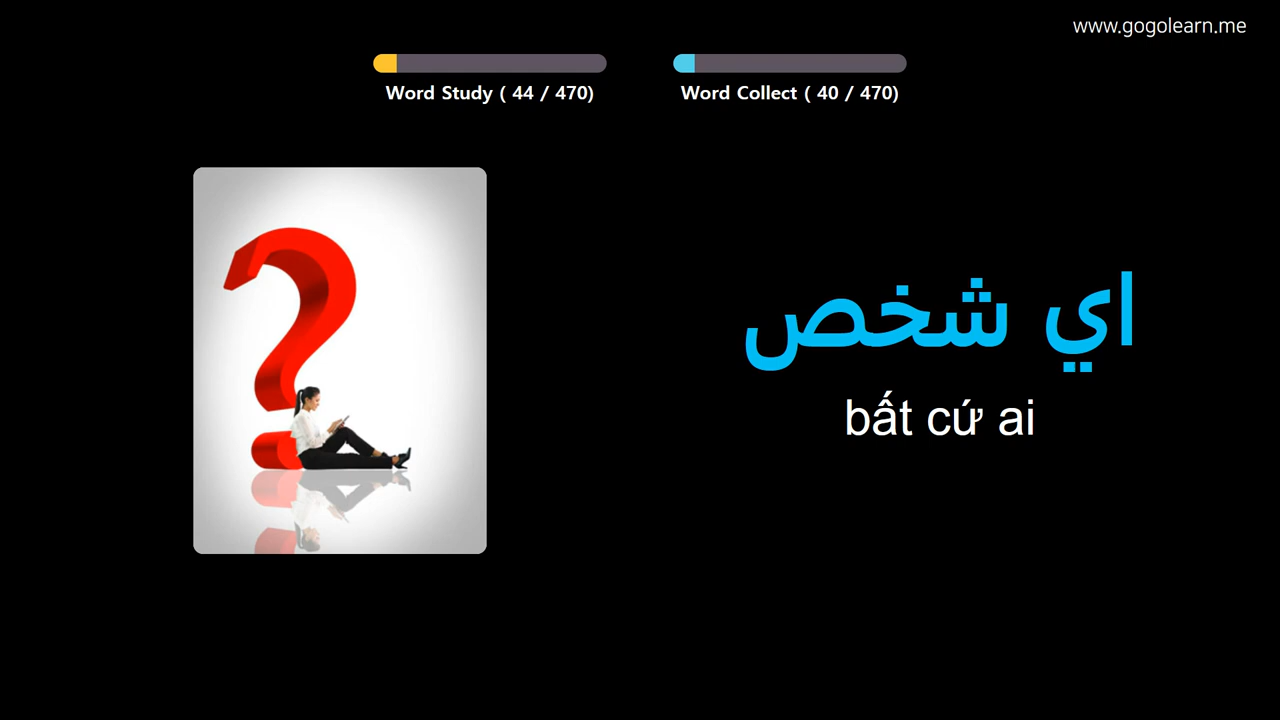 www.gogolearn.me
Word Study ( 44 / 470)
Word Collect ( 40 / 470)
اي شخص
bất cứ ai